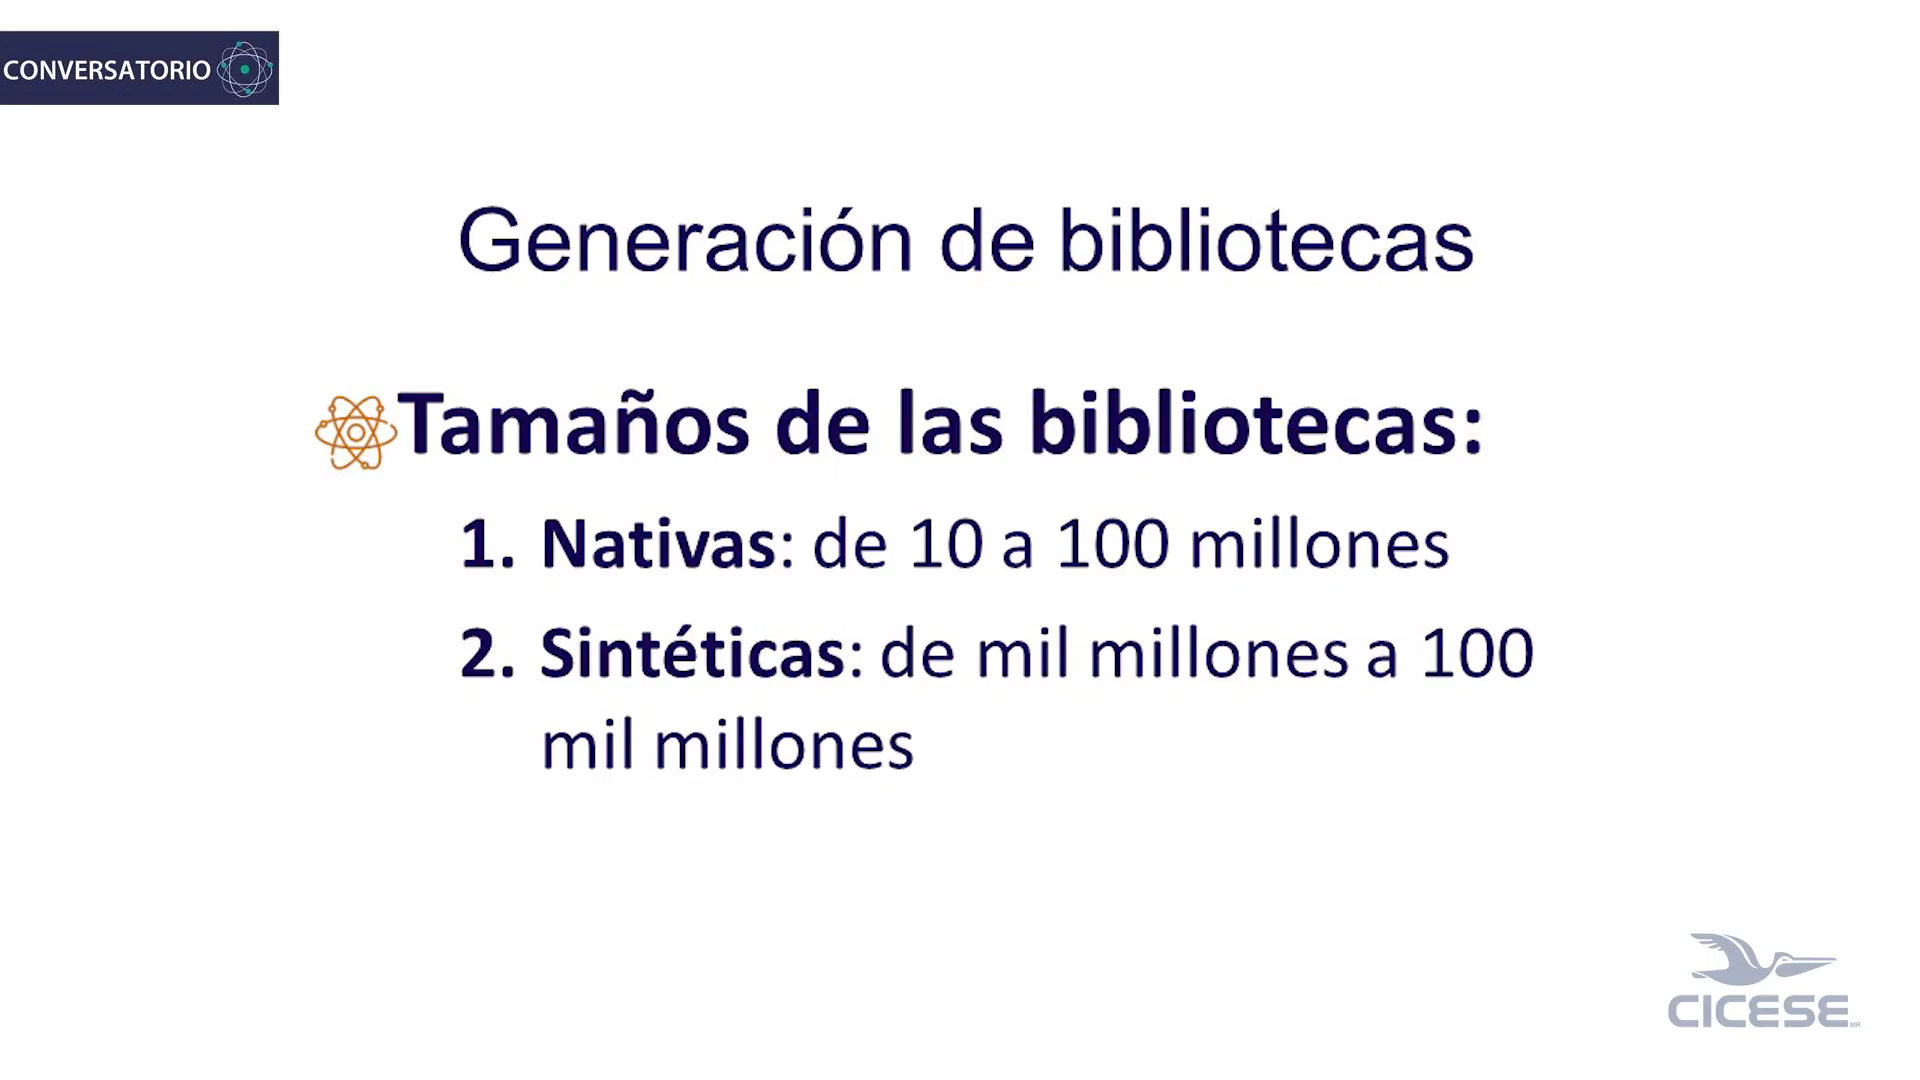 CONVERSATORIO
Generación de bibliotecas
Tamaños de las bibliotecas:
1. Nativas: de 10 a 100 millones
2. Sintéticas: de mil millones a 100
mil millones
CICESE MR